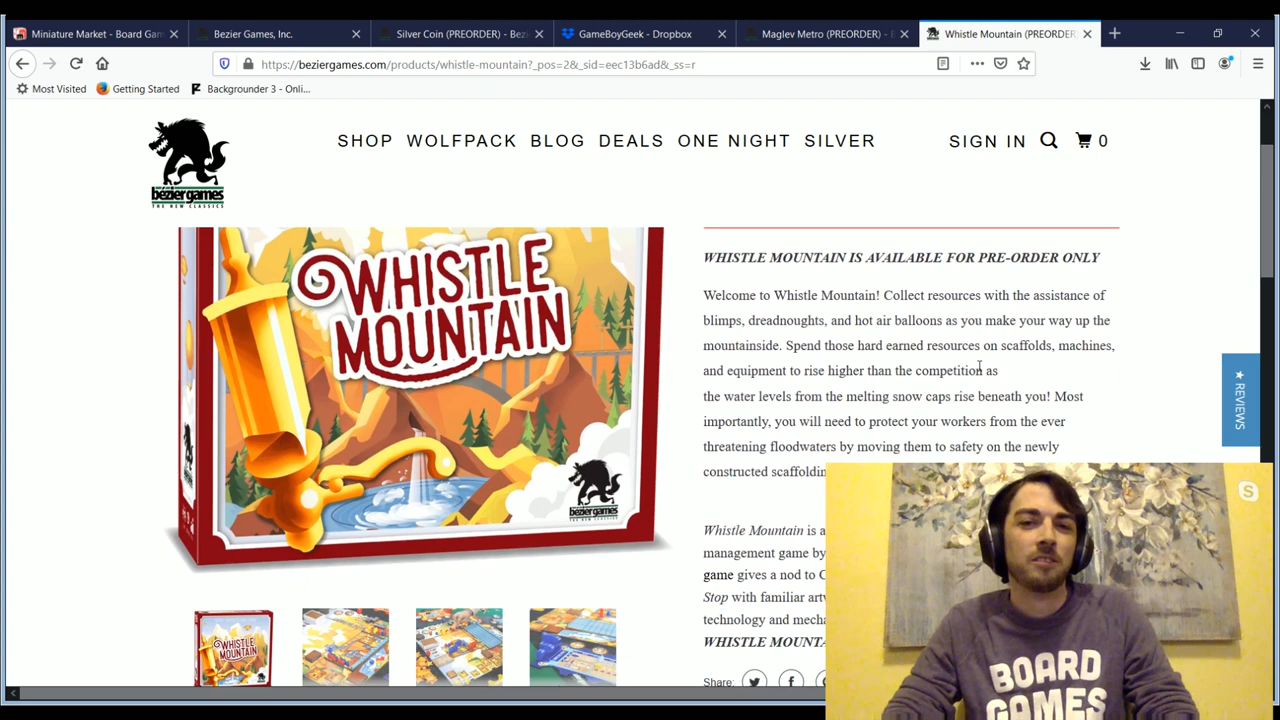 Miniature Market - Board Gam
Bezier Games, Inc.
Silver Coin (PREORDER) - Bezi
GameBoyGeek - Dropbox
Maglev Metro (PREORDER) -
Whistle Mountain (PREORDER)
https://beziergames.com/products/whistle-mountain?_pos=2&_sid=eec13b6ad&_ss=r
Most Visited
Getting Started
Backgrounder 3 - Onli...
SHOP WOLFPACK BLOG DEALS ONE NIGHT SILVER
SIGN IN 0
béziergames
THE NEW CLASSICS
WHISTLE
MOUNTAIN
béziergames
WHISTLE MOUNTAIN IS AVAILABLE FOR PRE-ORDER ONLY
Welcome to Whistle Mountain! Collect resources with the assistance of
blimps, dreadnoughts, and hot air balloons as you make your way up the
mountainside. Spend those hard earned resources on scaffolds, machines,
and equipment to rise higher than the competition as
the water levels from the melting snow caps rise beneath you! Most
importantly, you will need to protect your workers from the ever
threatening floodwaters by moving them to safety on the newly
constructed scaffoldin
Whistle Mountain is a
management game by
game gives a nod to C
Stop with familiar artw
technology and mecha
WHISTLE MOUNTA
Share:
★ REVIEWS
WHISTLE
MOUNTAIN
BOARD
GAMES